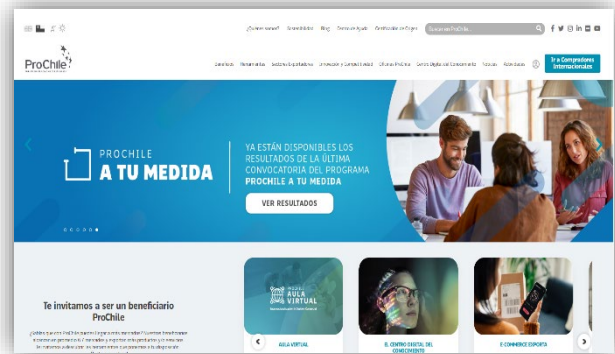 ¿Quiénes somos? Sostenibilidad Blog Centro de Ayuda Certificación de Origen Buscar en ProChile
ProChile
Beneficios Herramientas Sectores Exportadores Innovación y Competitividad Oficinas ProChile Centro Digital del Conocimiento Noticias Actividades
Ir a Compradores
Internacionales
PROCHILE
A TU MEDIDA
YA ESTÁN DISPONIBLES LOS
RESULTADOS DE LA ÚLTIMA
CONVOCATORIA DEL PROGRAMA
PROCHILE A TU MEDIDA
VER RESULTADOS
Te invitamos a ser un beneficiario
ProChile
AULA
VIRTUAL
AULA VIRTUAL
EL CENTRO DIGITAL DEL
CONOCIMIENTO
E-COMMERCE EXPORTA